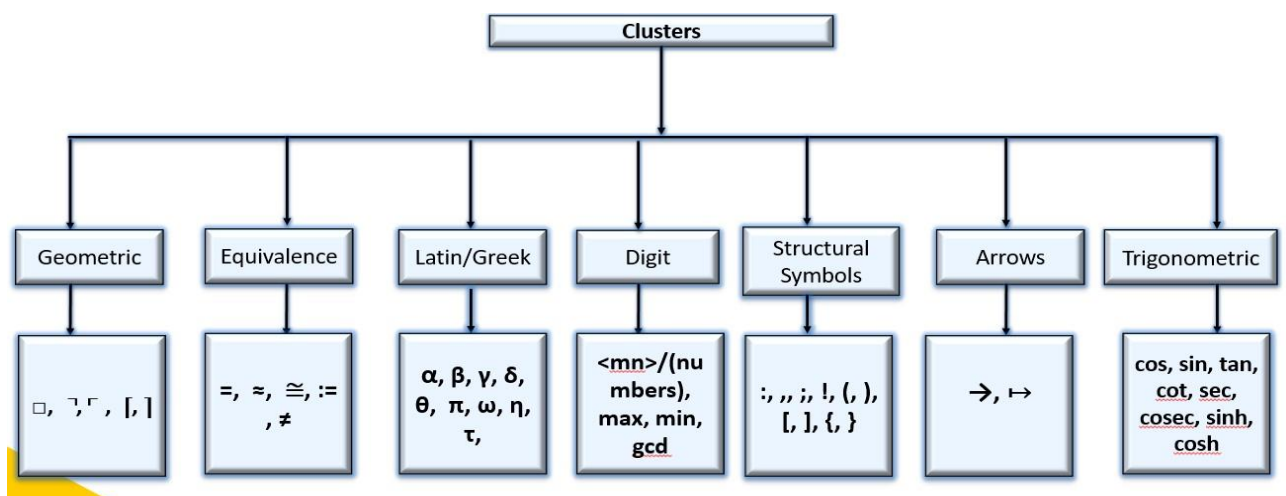 Clusters
Geometric
Equivalence
Latin/Greek
Digit
Structural
Symbols
Arrows
Trigonometric
□, ⌝,⌜, ⌈,⌉
=, ≈, ≅, :=
, ≠
α, β, γ, δ,
θ, π, ω, η,
τ,
<mn>/(nu
mbers),
max, min,
gcd
:, ,, ;, !, (, ),
[, ], {, }
→, ↦
cos, sin, tan,
cot, sec,
cosec, sinh,
cosh